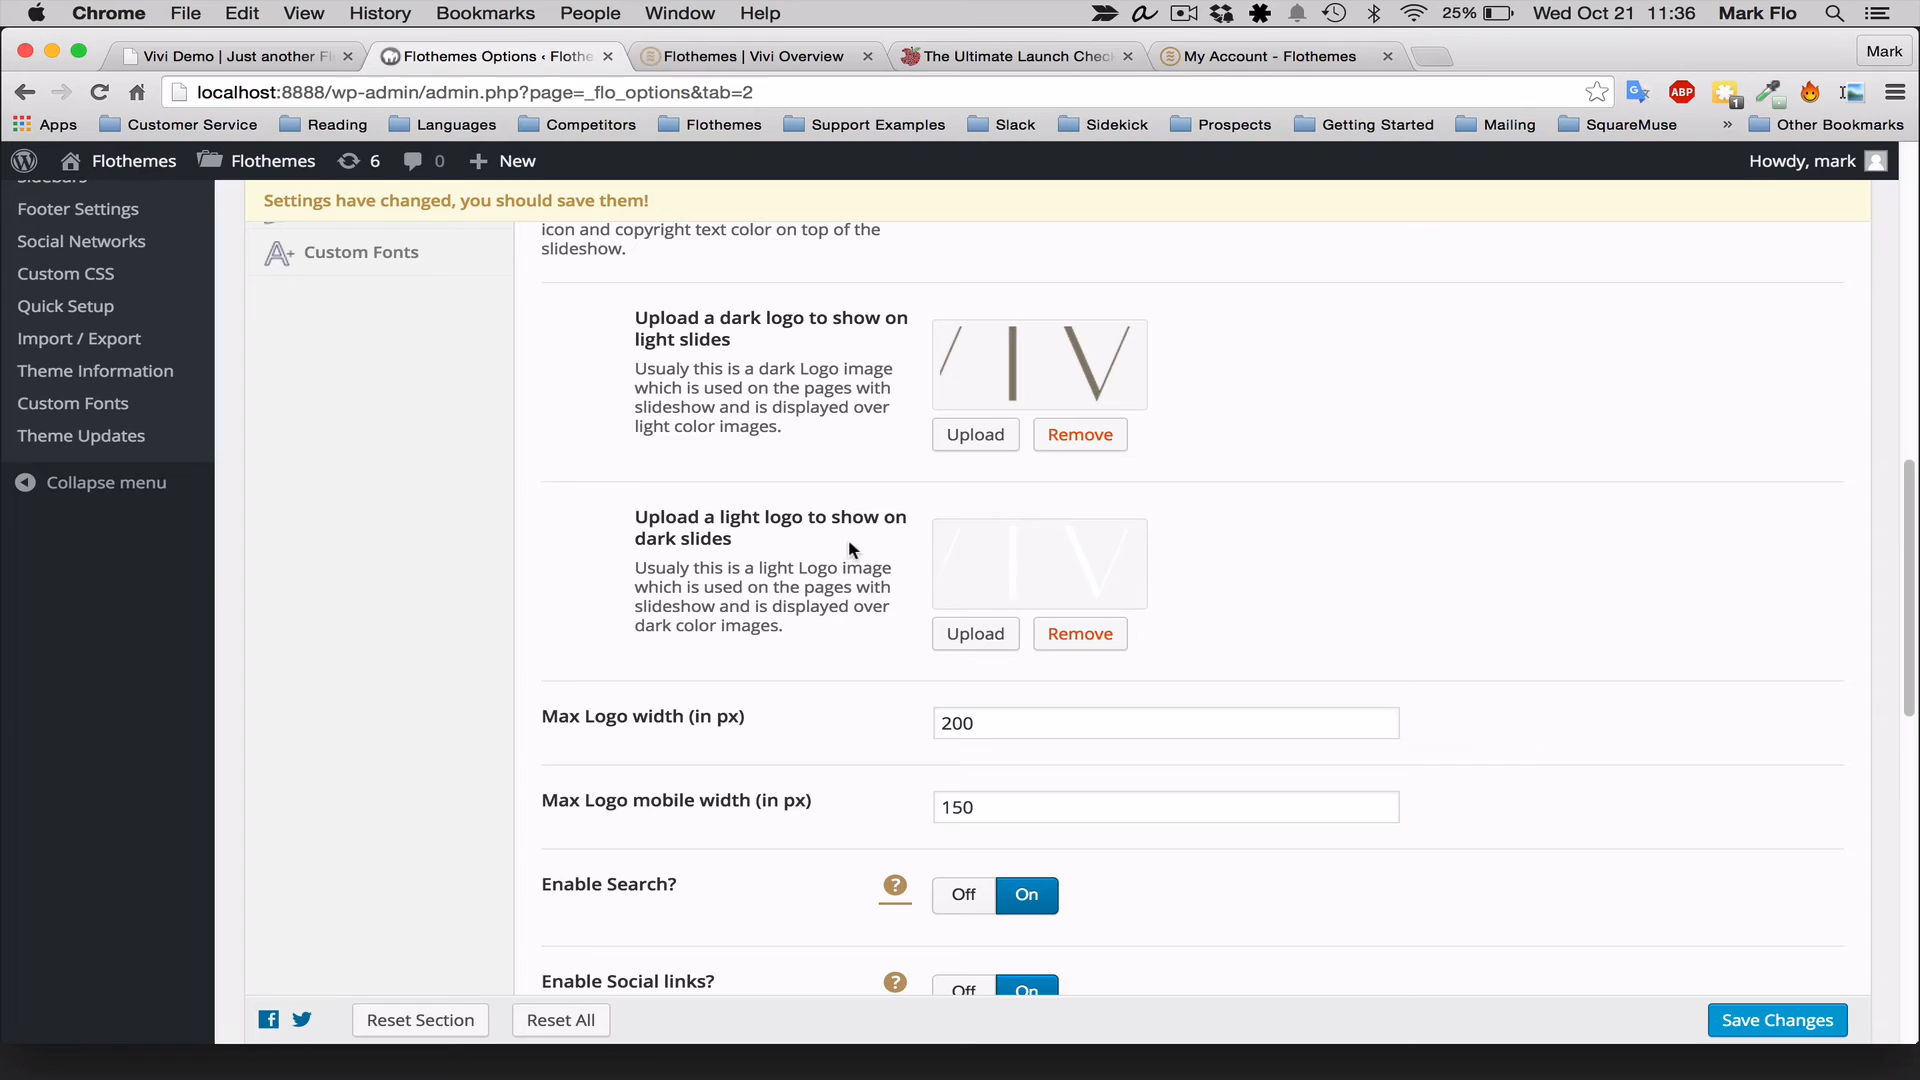 Chrome File Edit View History Bookmarks People Window Help 25% Wed Oct 21 11:36 Mark Flo
Vivi Demo | Just another Fl Flothemes Options ‹ Flothe Flothemes | Vivi Overview The Ultimate Launch Chec My Account - Flothemes Mark
localhost:8888/wp-admin/admin.php?page=_flo_options&tab=2 ABP 1
Apps Customer Service Reading Languages Competitors Flothemes Support Examples Slack Sidekick Prospects Getting Started Mailing SquareMuse » Other Bookmarks
Flothemes Flothemes 6 0 New Howdy, mark
Sidebars
Footer Settings
Social Networks
Custom CSS
Quick Setup
Import / Export
Theme Information
Custom Fonts
Theme Updates
Collapse menu
Settings have changed, you should save them!
Custom Fonts
icon and copyright text color on top of the
slideshow.
Upload a dark logo to show on
light slides
Usualy this is a dark Logo image
which is used on the pages with
slideshow and is displayed over
light color images.
Upload Remove
Upload a light logo to show on
dark slides
Usualy this is a light Logo image
which is used on the pages with
slideshow and is displayed over
dark color images.
Upload Remove
Max Logo width (in px) 200
Max Logo mobile width (in px) 150
Enable Search? ? Off On
Enable Social links? ? Off On
Reset Section Reset All Save Changes